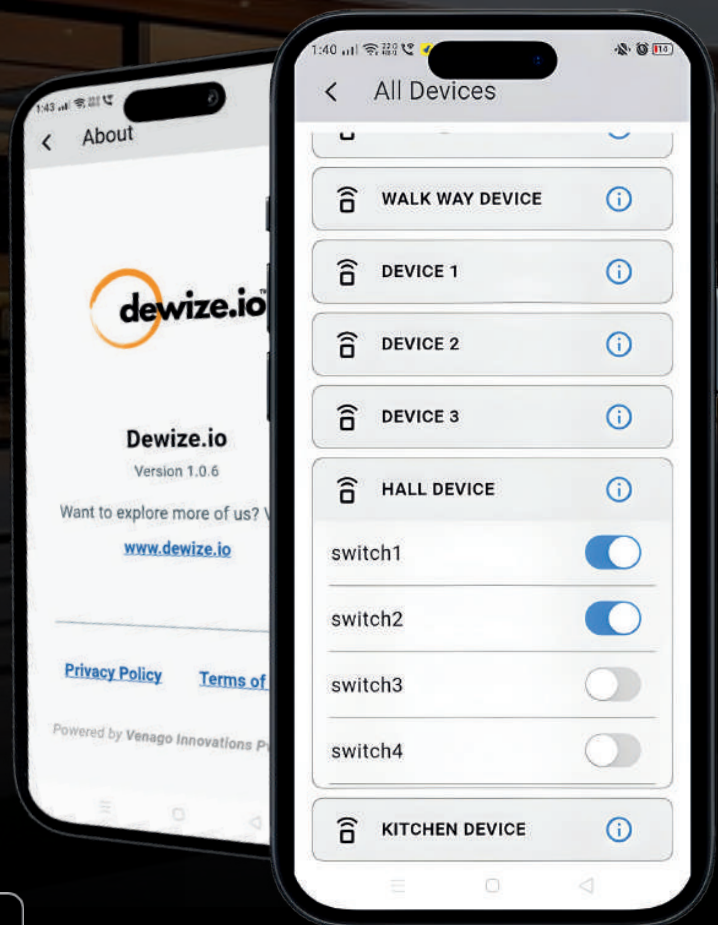 1:43
About
dewize.io
Dewize.io
Version 1.0.6
Want to explore more of us?
www.dewize.io
Privacy Policy
Terms of
Powered by Venago Innovations
1:40
All Devices
WALK WAY DEVICE
DEVICE 1
DEVICE 2
DEVICE 3
HALL DEVICE
switch1
switch2
switch3
switch4
KITCHEN DEVICE